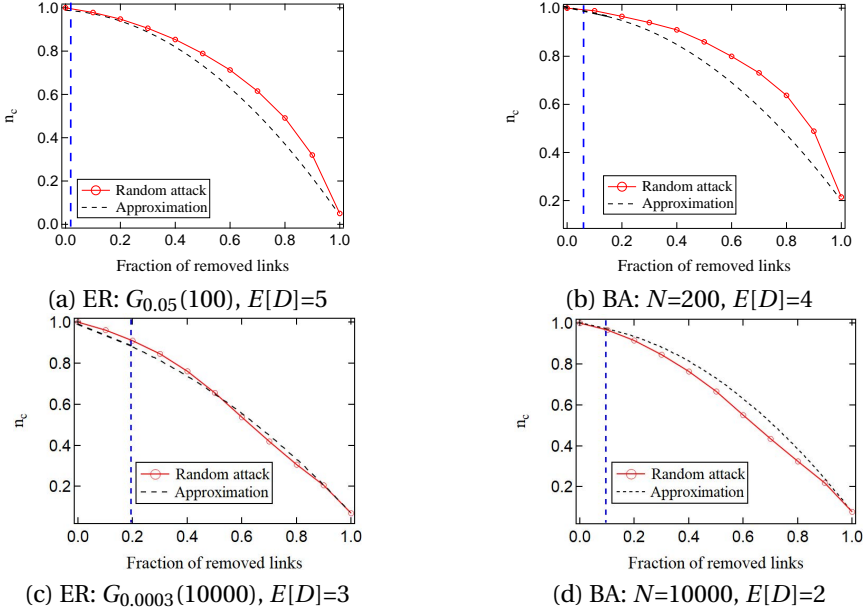 1.0
0.8
0.6
0.4
0.2
0.0
n_c
Random attack
Approximation
0.0 0.2 0.4 0.6 0.8 1.0
Fraction of removed links
(a) ER: G_{0.05}(100), E[D]=5
1.0
0.8
0.6
0.4
0.2
n_c
Random attack
Approximation
0.0 0.2 0.4 0.6 0.8 1.0
Fraction of removed links
(b) BA: N=200, E[D]=4
1.0
0.8
0.6
0.4
0.2
n_c
Random attack
Approximation
0.0 0.2 0.4 0.6 0.8 1.0
Fraction of removed links
(c) ER: G_{0.0003}(10000), E[D]=3
1.0
0.8
0.6
0.4
0.2
n_c
Random attack
Approximation
0.0 0.2 0.4 0.6 0.8 1.0
Fraction of removed links
(d) BA: N=10000, E[D]=2